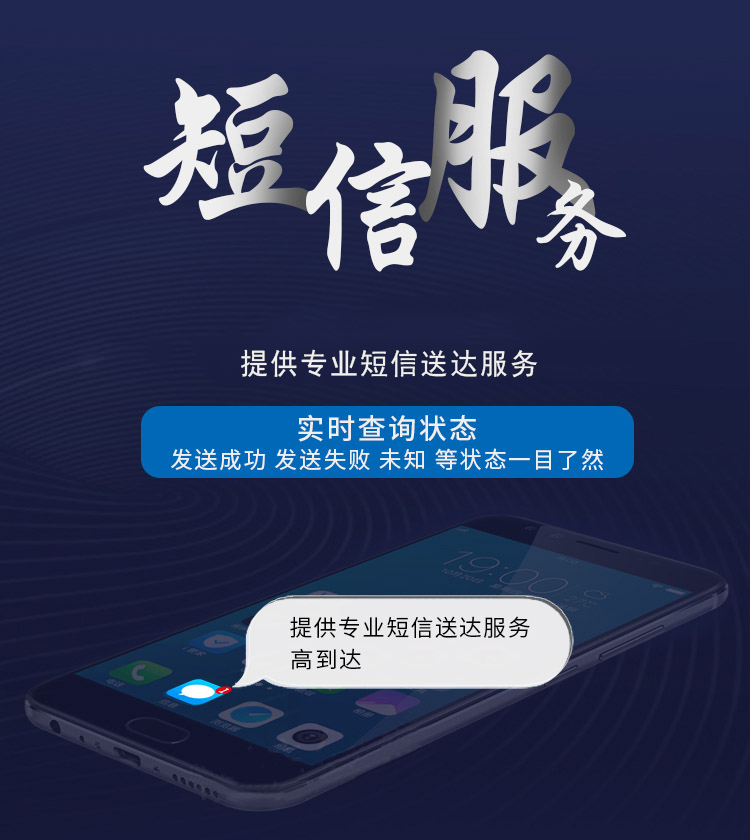 短信服务
提供专业短信送达服务
实时查询状态
发送成功 发送失败 未知 等状态一目了然
19:00
提供专业短信送达服务
高到达